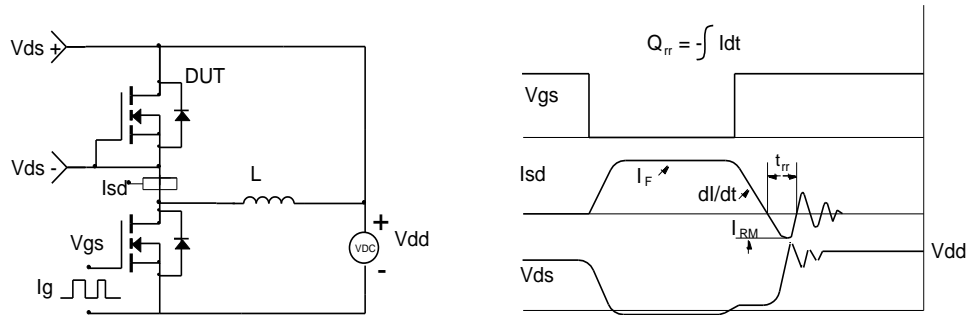 Vds +
DUT
Vds -
Isd
L
Vgs
Ig
+
VDC
Vdd
-
Q_rr = -∫ Idt
Vgs
Isd
I_F
dI/dt
t_rr
I_RM
Vdd
Vds